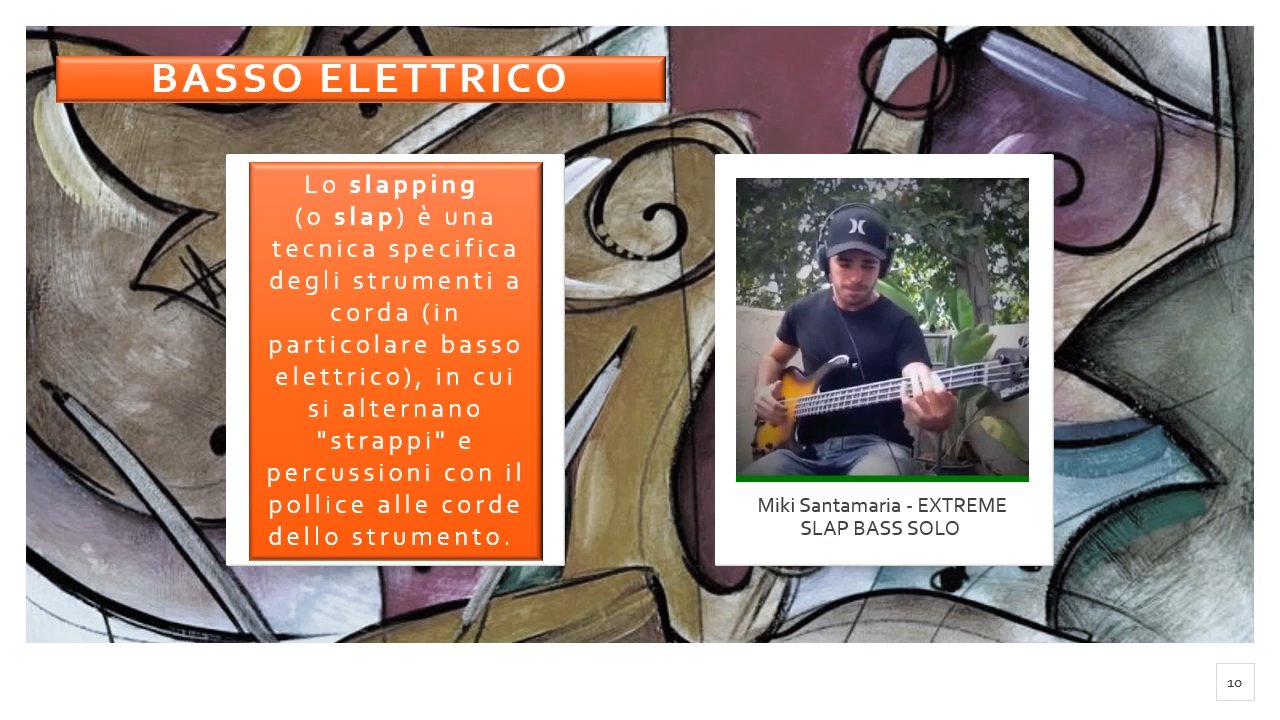 BASSO ELETTRICO
Lo slapping
(o slap) è una
tecnica specifica
degli strumenti a
corda (in
particolare basso
elettrico), in cui
si alternano
"strappi" e
percussioni con il
pollice alle corde
dello strumento.
Miki Santamaria - EXTREME
SLAP BASS SOLO
10